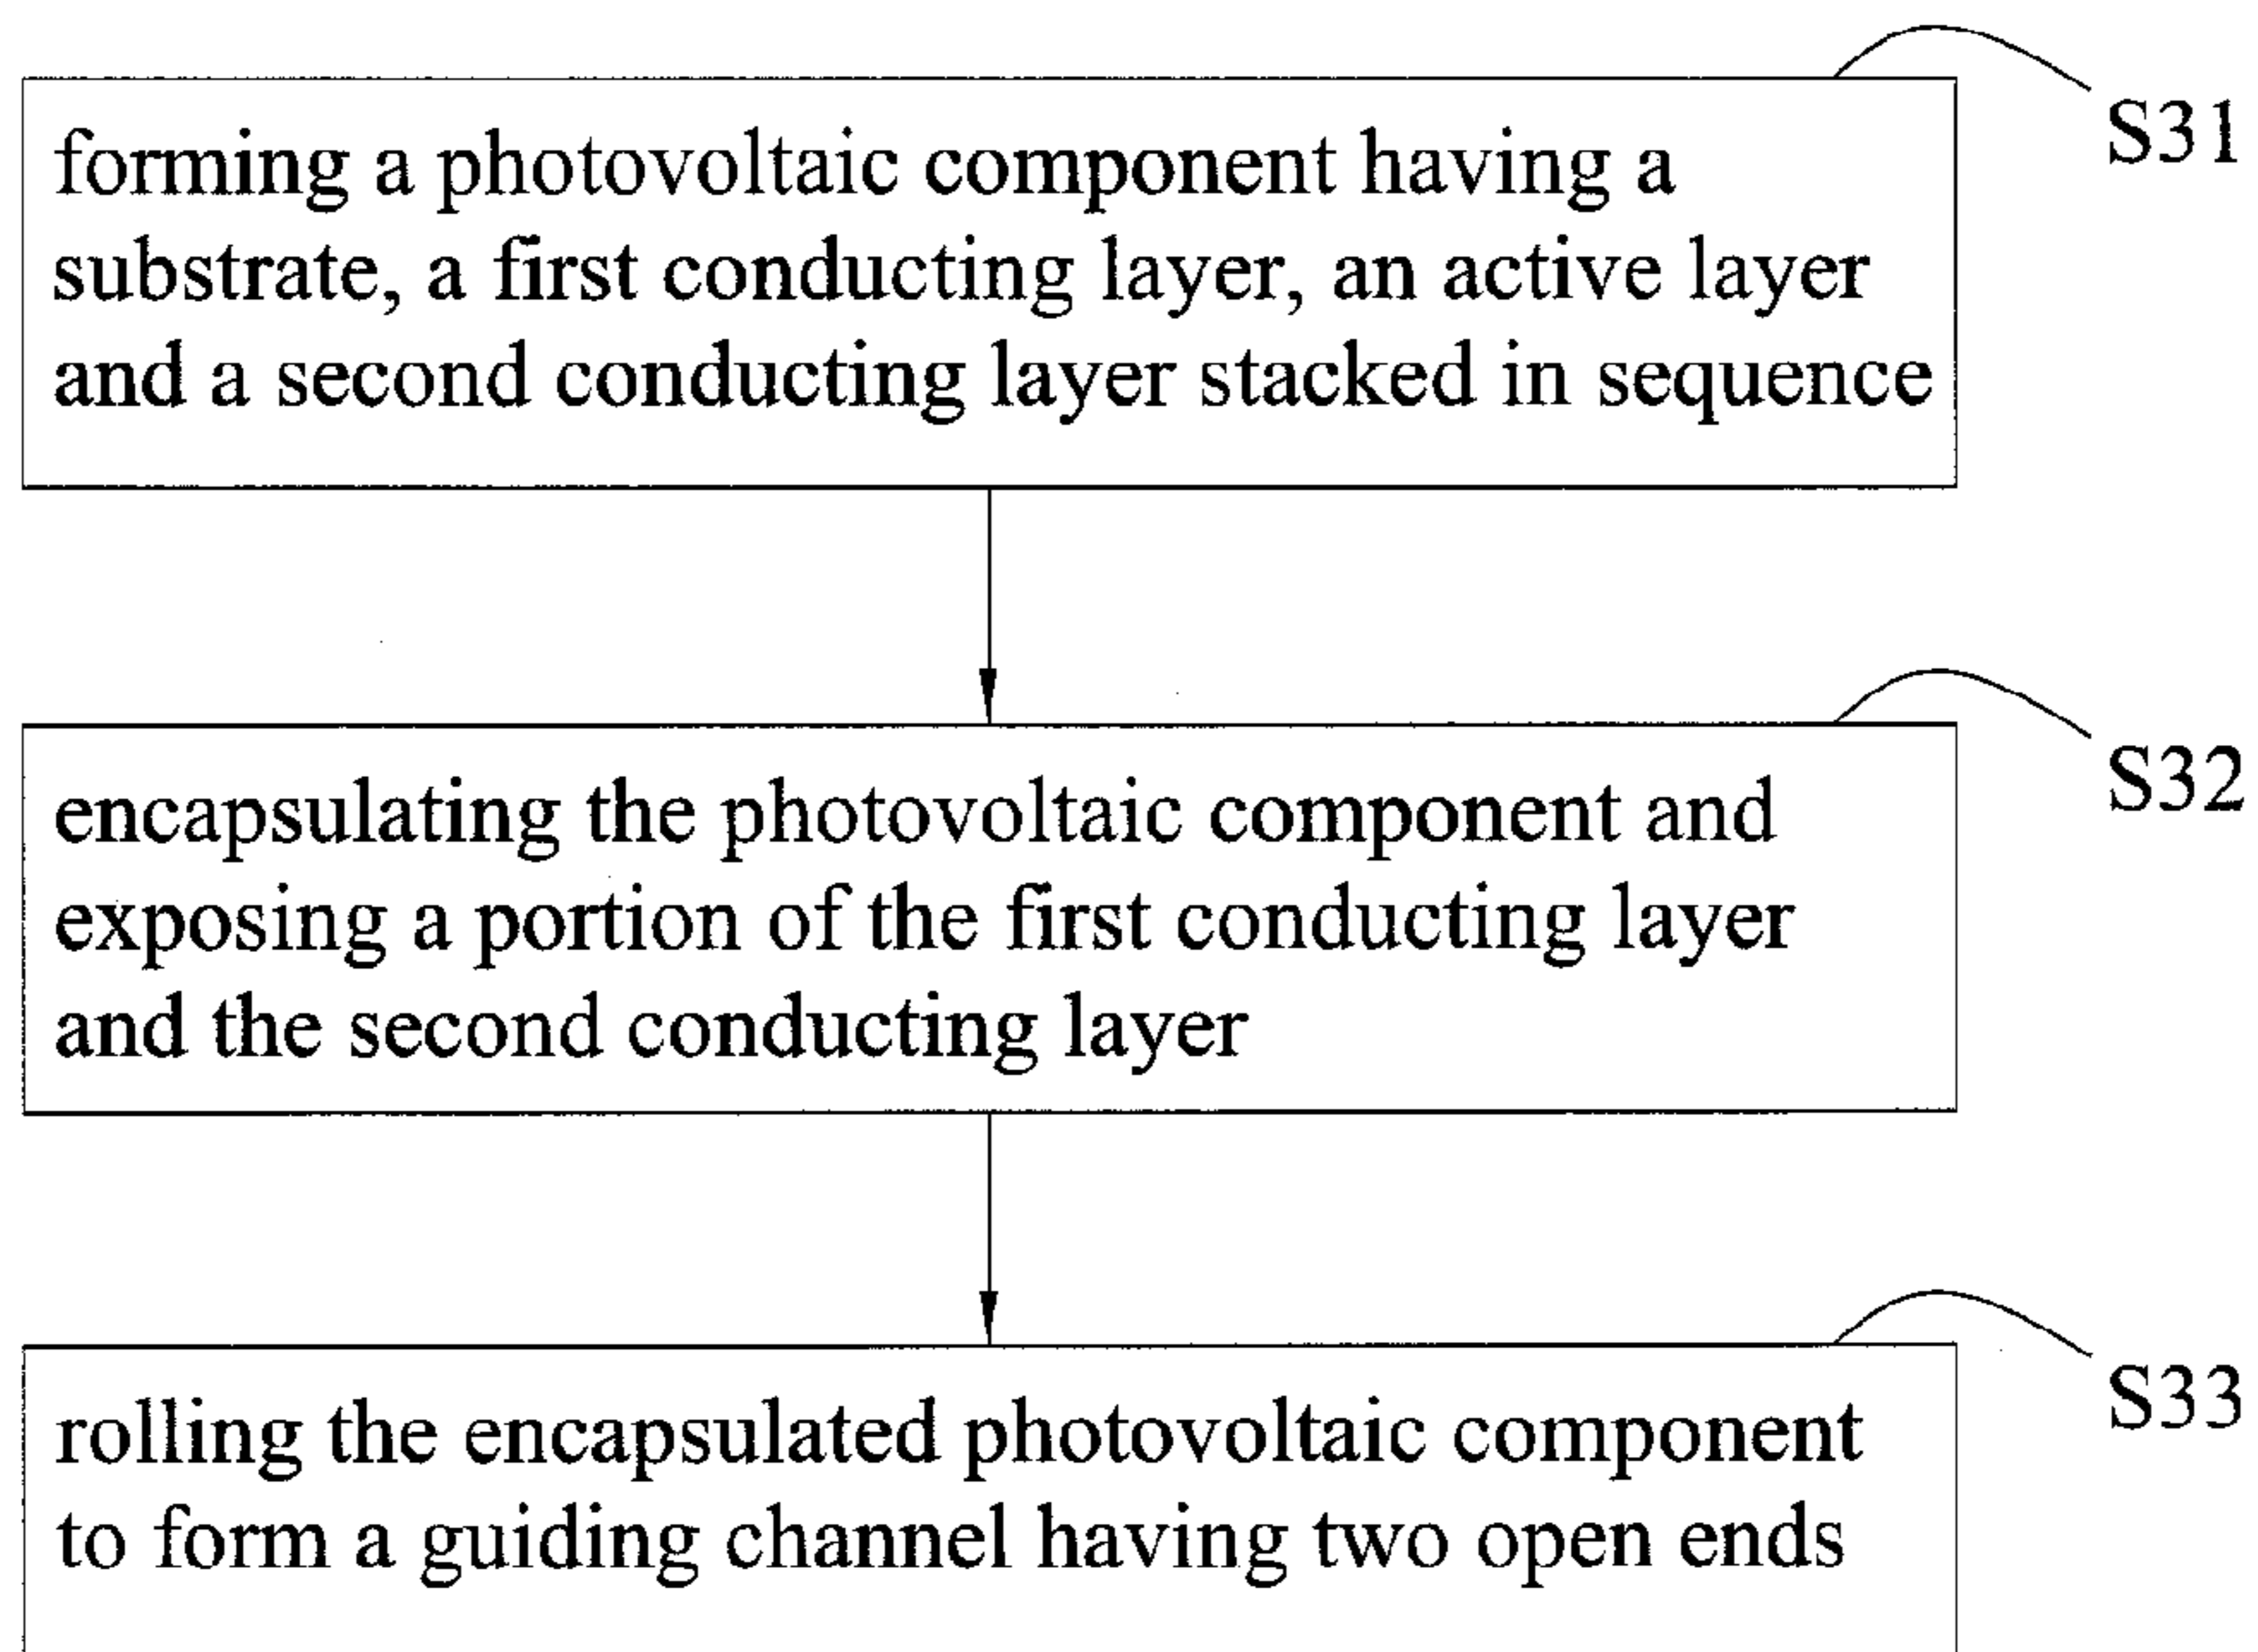 S31
forming a photovoltaic component having a
substrate, a first conducting layer, an active layer
and a second conducting layer stacked in sequence
S32
encapsulating the photovoltaic component and
exposing a portion of the first conducting layer
and the second conducting layer
S33
rolling the encapsulated photovoltaic component
to form a guiding channel having two open ends